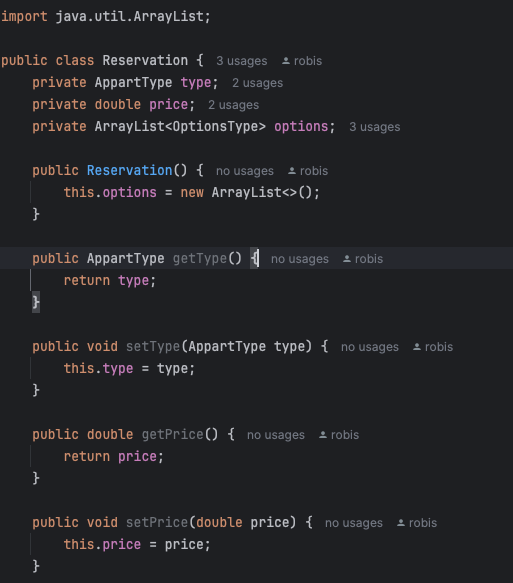 import java.util.ArrayList;
public class Reservation { 3 usages robis
private AppartType type; 2 usages
private double price; 2 usages
private ArrayList<OptionsType> options; 3 usages
public Reservation() { no usages robis
this.options = new ArrayList<>();
}
public AppartType getType() { no usages robis
return type;
}
public void setType(AppartType type) { no usages robis
this.type = type;
}
public double getPrice() { no usages robis
return price;
}
public void setPrice(double price) { no usages robis
this.price = price;
}